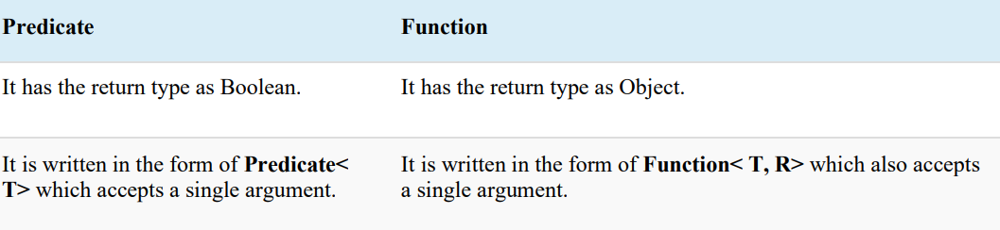 Predicate
Function
It has the return type as Boolean.
It has the return type as Object.
It is written in the form of Predicate<
T> which accepts a single argument.
It is written in the form of Function< T, R> which also accepts
a single argument.